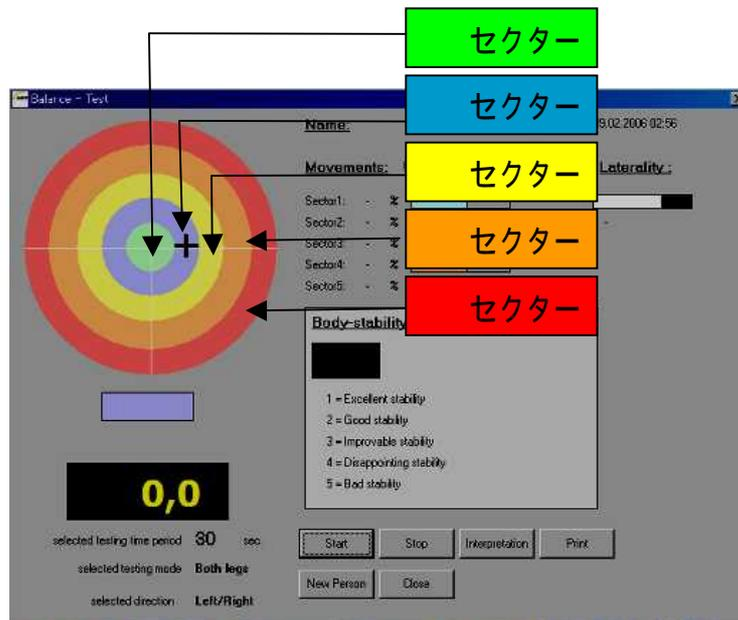 セクター
Balance - Test
セクター
Name:
9.02.2006 02:56
セクター
Movements:
Laterality :
Sector1: - %
Sector2: - %
-
セクター
Sector3: - %
Sector4: - %
Sector5: - %
セクター
Body-stability
1 = Excellent stability
2 = Good stability
3 = Improvable stability
4 = Disappointing stability
5 = Bad stability
0,0
selected testing time period 30 sec
selected testing mode Both legs
selected direction Left/Right
Start Stop Interpretation Print
New Person Close